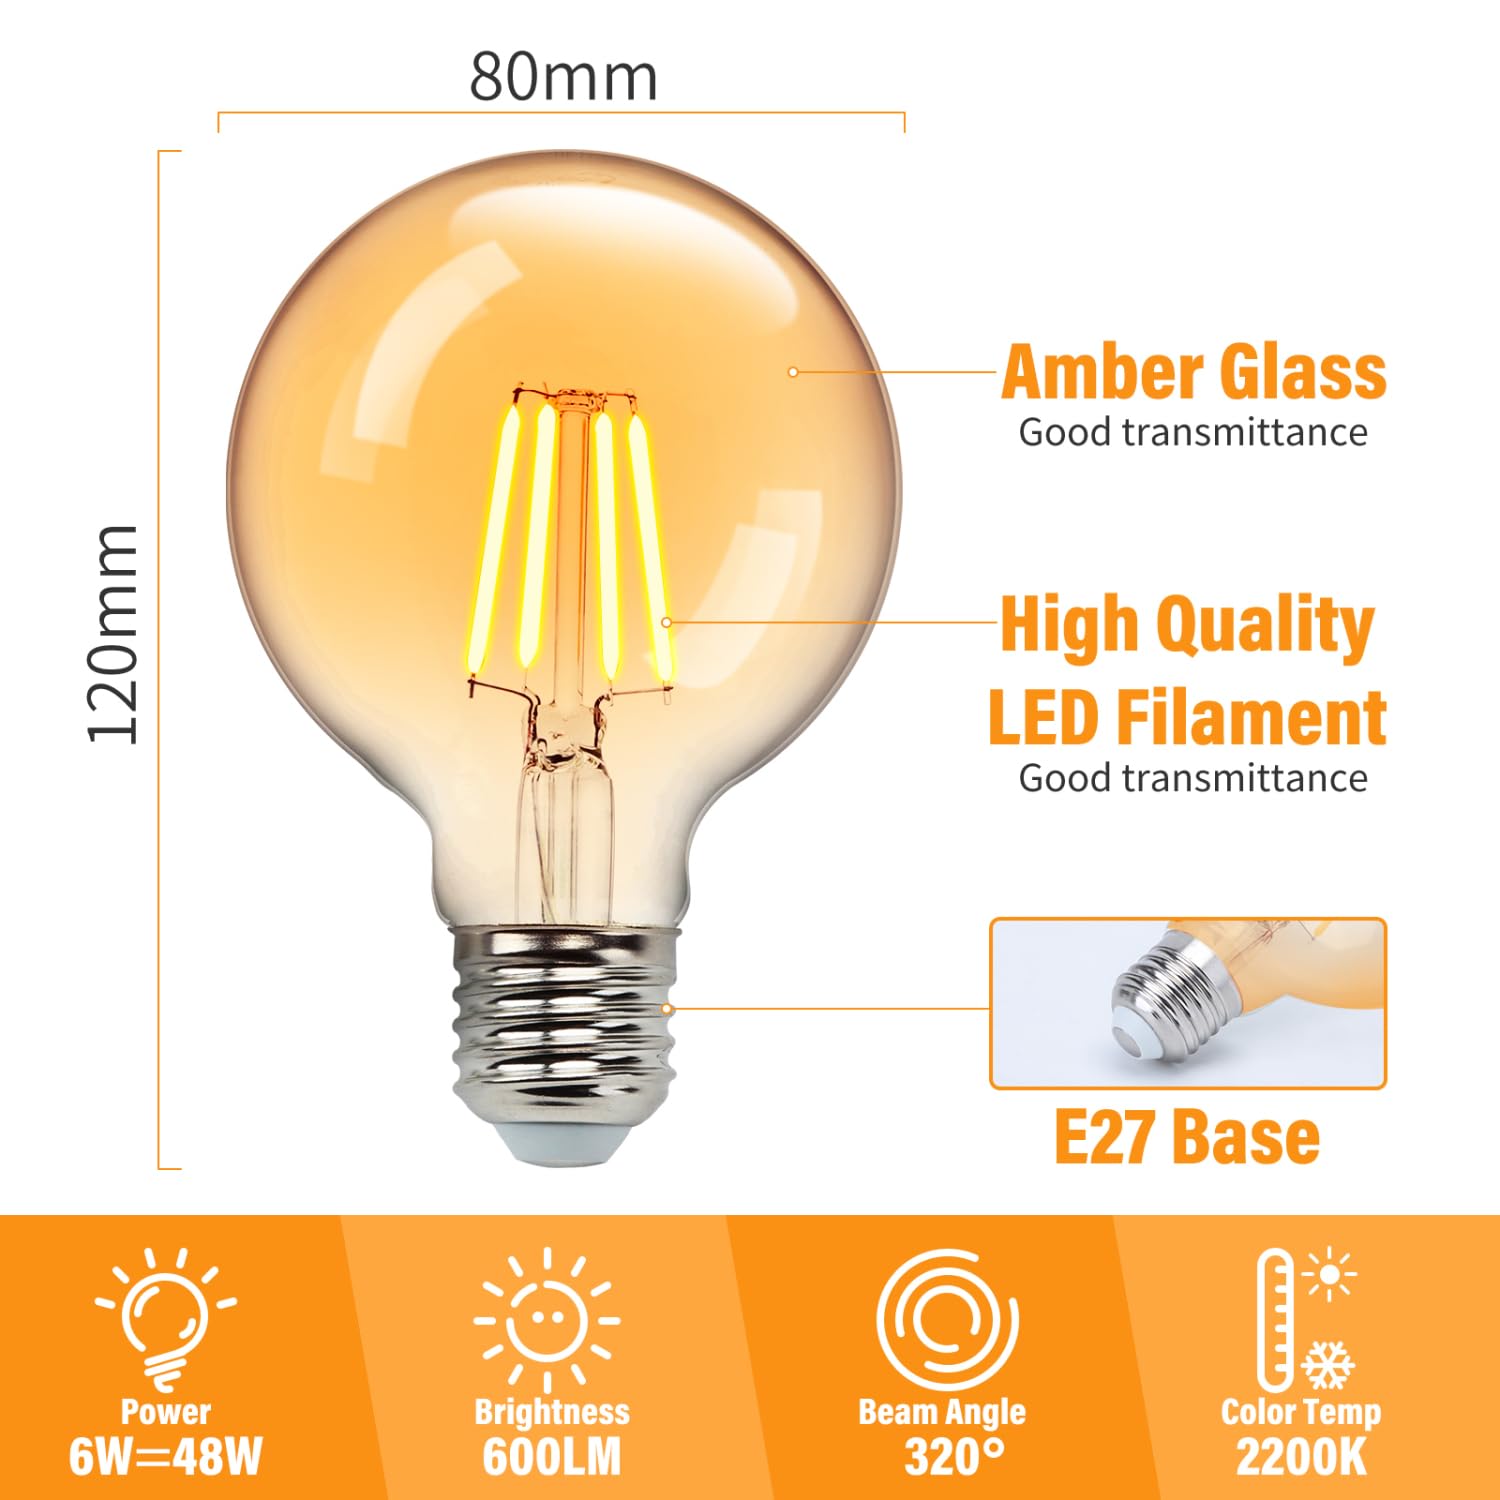 80mm
120mm
Amber Glass
Good transmittance
High Quality
LED Filament
Good transmittance
E27 Base
Power
6W=48W
Brightness
600LM
Beam Angle
320°
Color Temp
2200K